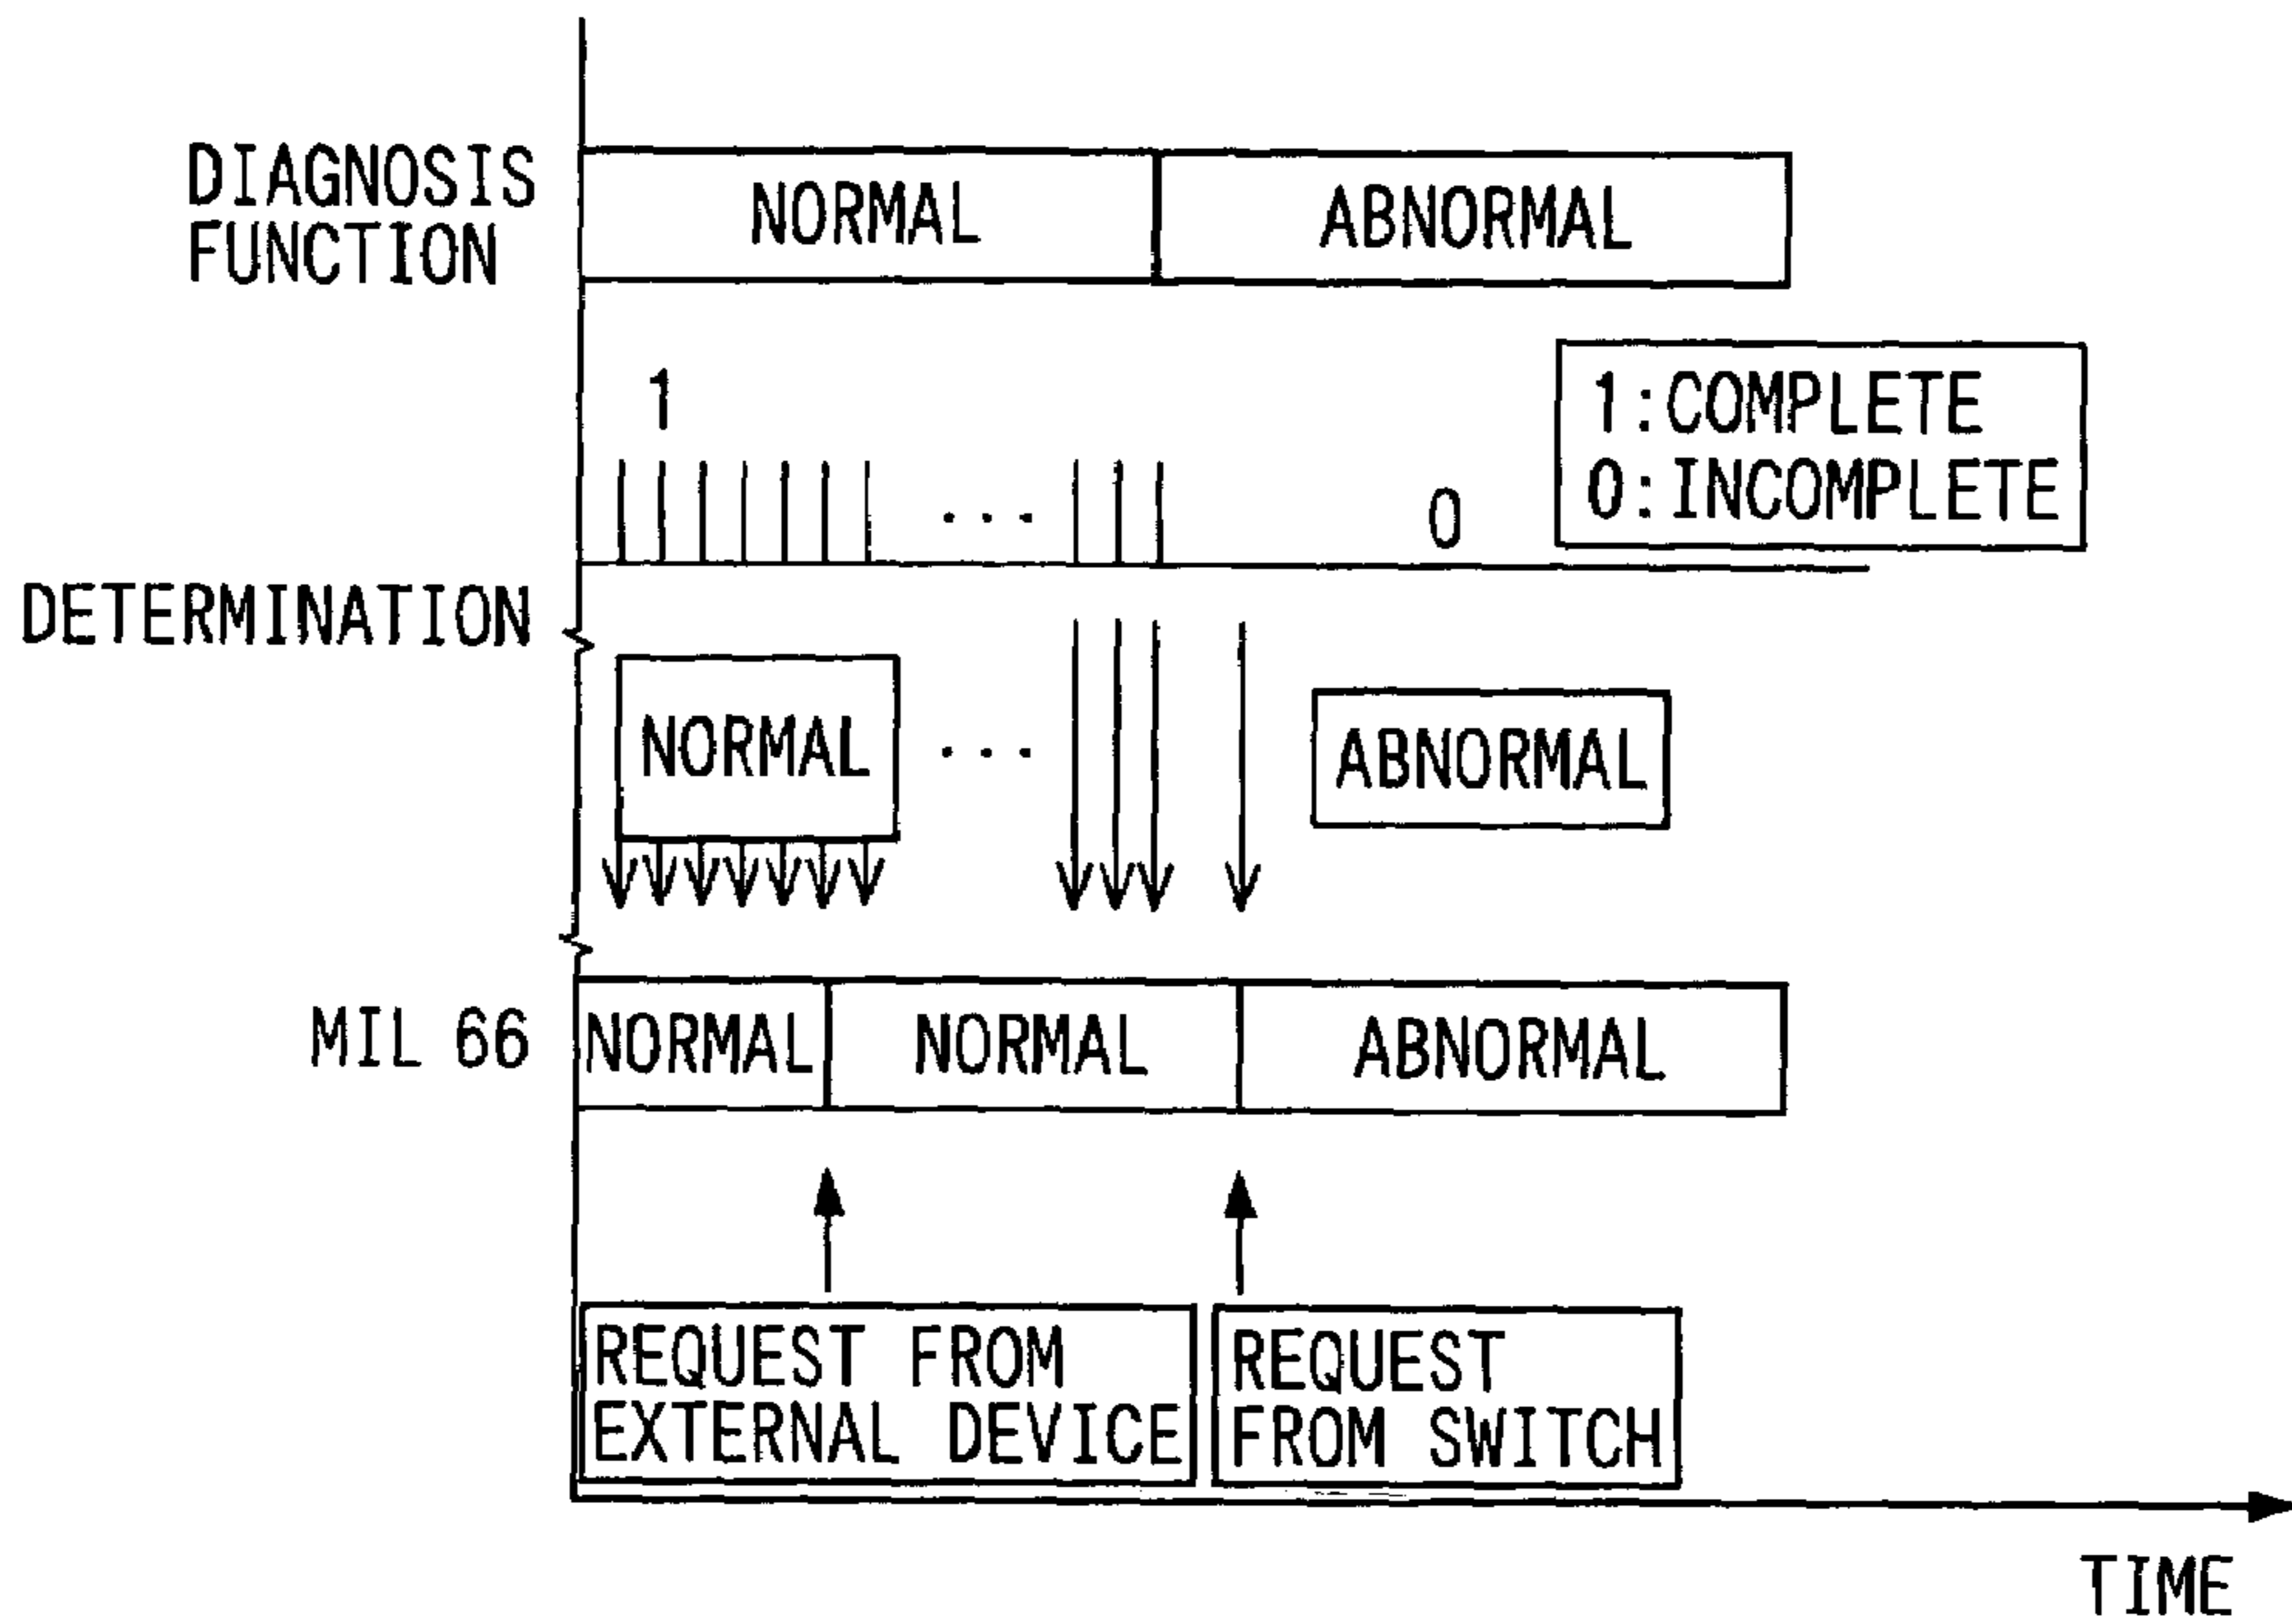 DIAGNOSIS
FUNCTION
NORMAL
ABNORMAL
1
1:COMPLETE
0:INCOMPLETE
...
0
DETERMINATION
NORMAL
...
ABNORMAL
MIL 66
NORMAL
NORMAL
ABNORMAL
REQUEST FROM
EXTERNAL DEVICE
REQUEST
FROM SWITCH
TIME